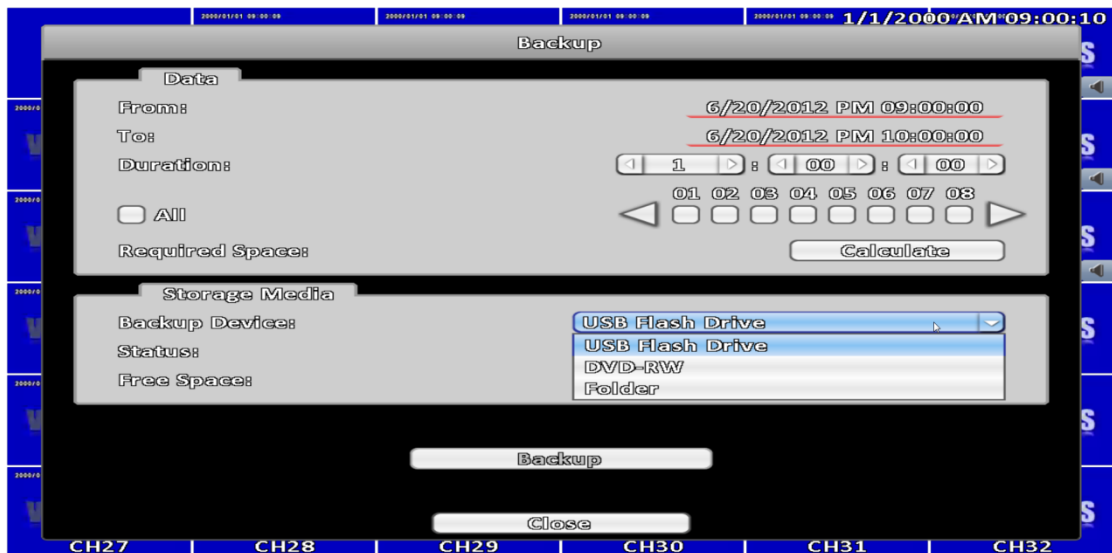 2000/01/01 09:00:09 2000/01/01 09:00:09 2000/01/01 09:00:09 2000/01/01 09:00:09 1/1/2000 AM 09:00:10
Backup
Data
From: 6/20/2012 PM 09:00:00
To: 6/20/2012 PM 10:00:00
Duration: 1 : 00 : 00
01 02 03 04 05 06 07 08
All
Required Space: Calculate
Storage Media
Backup Device: USB Flash Drive
USB Flash Drive
Status:
DVD-RW
Free Space:
Folder
Backup
Close
CH27 CH28 CH29 CH30 CH31 CH32